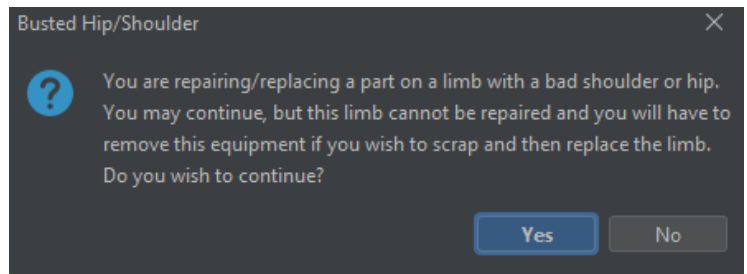 Busted Hip/Shoulder
You are repairing/replacing a part on a limb with a bad shoulder or hip.
You may continue, but this limb cannot be repaired and you will have to
remove this equipment if you wish to scrap and then replace the limb.
Do you wish to continue?
Yes
No